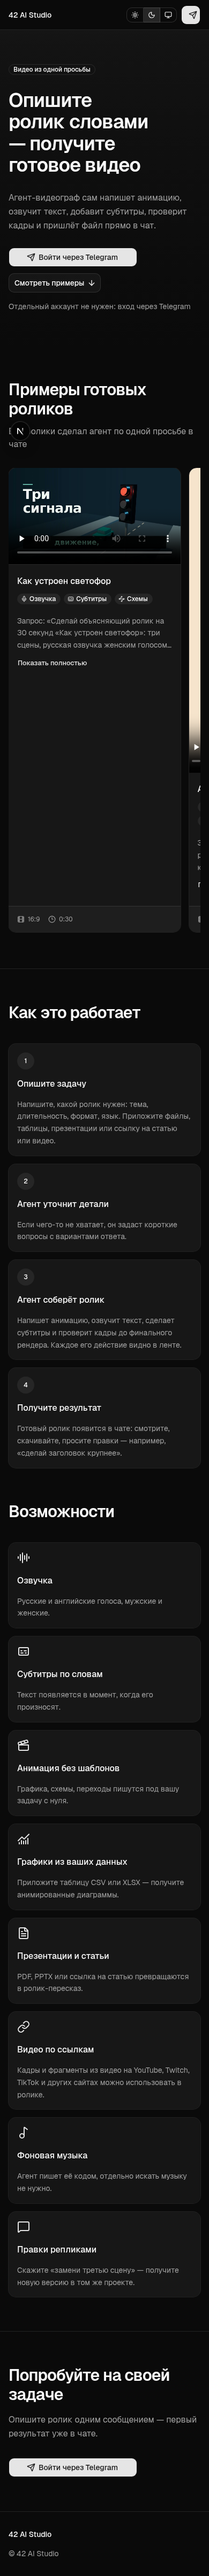 42 AI Studio
Видео из одной просьбы
Опишите
ролик словами
— получите
готовое видео
Агент-видеограф сам напишет анимацию,
озвучит текст, добавит субтитры, проверит
кадры и пришлёт файл прямо в чат.
Войти через Telegram
Смотреть примеры
Отдельный аккаунт не нужен: вход через Telegram
Примеры готовых
роликов
ролики сделал агент по одной просьбе в
чате
Три
сигнала
движение,
0:00
Как устроен светофор
Озвучка Субтитры Схемы
Запрос: «Сделай объясняющий ролик на
30 секунд «Как устроен светофор»: три
сцены, русская озвучка женским голосом…
Показать полностью
16:9 0:30
Как это работает
1
Опишите задачу
Напишите, какой ролик нужен: тема,
длительность, формат, язык. Приложите файлы,
таблицы, презентации или ссылку на статью
или видео.
2
Агент уточнит детали
Если чего-то не хватает, он задаст короткие
вопросы с вариантами ответа.
3
Агент соберёт ролик
Напишет анимацию, озвучит текст, сделает
субтитры и проверит кадры до финального
рендера. Каждое его действие видно в ленте.
4
Получите результат
Готовый ролик появится в чате: смотрите,
скачивайте, просите правки — например,
«сделай заголовок крупнее».
Возможности
Озвучка
Русские и английские голоса, мужские и
женские.
Субтитры по словам
Текст появляется в момент, когда его
произносят.
Анимация без шаблонов
Графика, схемы, переходы пишутся под вашу
задачу с нуля.
Графики из ваших данных
Приложите таблицу CSV или XLSX — получите
анимированные диаграммы.
Презентации и статьи
PDF, PPTX или ссылка на статью превращаются
в ролик-пересказ.
Видео по ссылкам
Кадры и фрагменты из видео на YouTube, Twitch,
TikTok и других сайтах можно использовать в
ролике.
Фоновая музыка
Агент пишет её кодом, отдельно искать музыку
не нужно.
Правки репликами
Скажите «замени третью сцену» — получите
новую версию в том же проекте.
Попробуйте на своей
задаче
Опишите ролик одним сообщением — первый
результат уже в чате.
Войти через Telegram
42 AI Studio
© 42 AI Studio